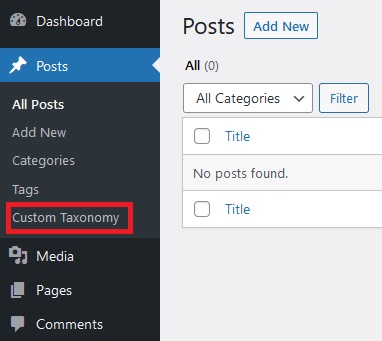 Dashboard
Posts
All Posts
Add New
Categories
Tags
Custom Taxonomy
Media
Pages
Comments
Posts Add New
All (0)
All Categories Filter
Title
No posts found.
Title